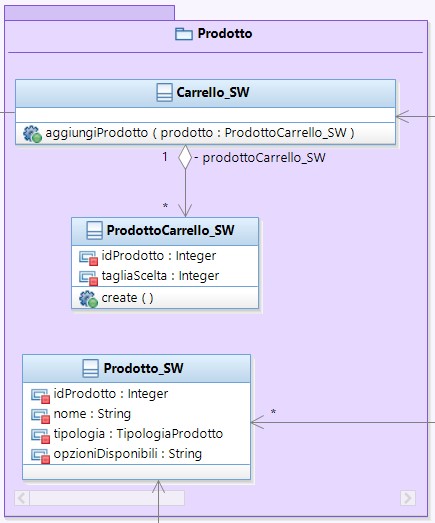 Prodotto
Carrello_SW
aggiungiProdotto ( prodotto : ProdottoCarrello_SW )
1 - prodottoCarrello_SW
*
ProdottoCarrello_SW
idProdotto : Integer
tagliaScelta : Integer
create ( )
Prodotto_SW
idProdotto : Integer
nome : String
tipologia : TipologiaProdotto
opzioniDisponibili : String
*